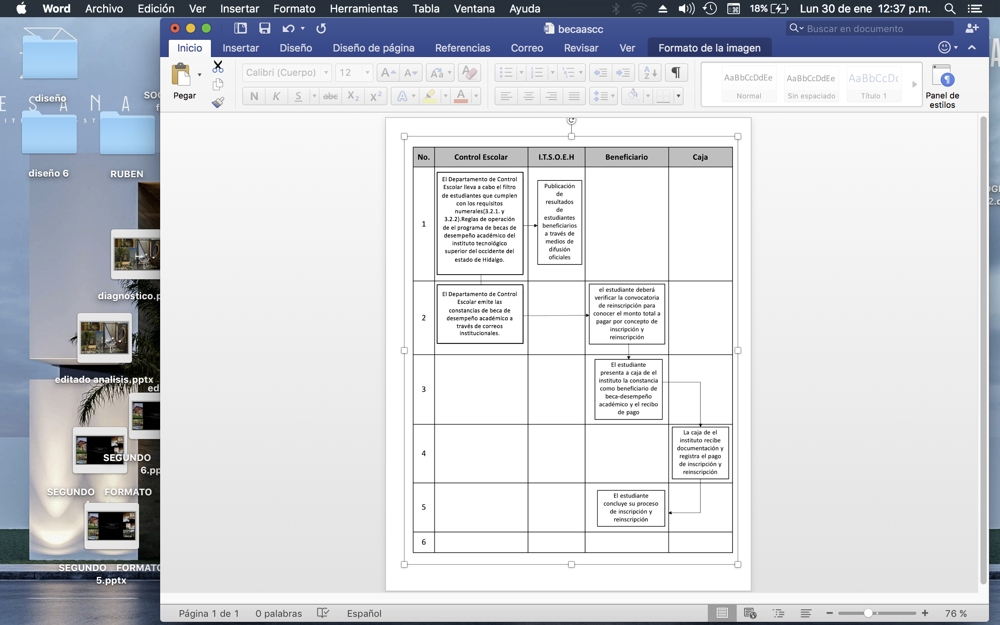 Word Archivo Edición Ver Insertar Formato Herramientas Tabla Ventana Ayuda
18% Lun 30 de ene 12:37 p.m.
becaascc
Buscar en documento
Inicio Insertar Diseño Diseño de página Referencias Correo Revisar Ver Formato de la imagen
Pegar
Calibri (Cuerpo) 12
N K S abc X2 X2 A A
AaBbCcDdEe
Normal
AaBbCcDdEe
Sin espaciado
AaBbCcDc
Título 1
Panel de
estilos
diseño
E S A N A
diseño 6
RUBEN
diagnostico.p
editado analisis.pptx
edi
SEGUNDO
6.pp
SEGUNDO FORMATO
SEGUNDO FORMATO
5.pptx
No. Control Escolar I.T.S.O.E.H Beneficiario Caja
1
El Departamento de Control
Escolar lleva a cabo el filtro
de estudiantes que cumplen
con los requisitos
numerales(3.2.1. y
3.2.2).Reglas de operación
de el programa de becas de
desempeño académico del
instituto tecnológico
superior del occidente del
estado de Hidalgo.
Publicación
de
resultados
de
estudiantes
beneficiarios
a través de
medios de
difusión
oficiales
2
El Departamento de Control
Escolar emite las
constancias de beca de
desempeño académico a
través de correos
institucionales.
el estudiante deberá
verificar la convocatoria
de reinscripción para
conocer el monto total a
pagar por concepto de
inscripción y
reinscripción
3
El estudiante
presenta a caja de el
instituto la constancia
como beneficiario de
beca-desempeño
académico y el recibo
de pago
4
La caja de el
instituto recibe
documentación y
registra el pago
de inscripción y
reinscripción
5
El estudiante
concluye su proceso
de inscripción y
reinscripción
6
Página 1 de 1 0 palabras Español 76 %